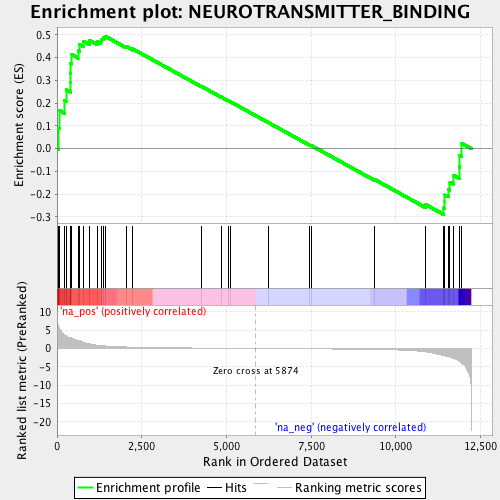 Enrichment plot: NEUROTRANSMITTER_BINDING
Enrichment score (ES)
0.5
0.4
0.3
0.2
0.1
0.0
-0.1
-0.2
-0.3
'na_pos' (positively correlated)
Ranked list metric (PreRanked)
10
5
0
-5
-10
-15
-20
Zero cross at 5874
'na_neg' (negatively correlated)
0
2,500
5,000
7,500
10,000
12,500
Rank in Ordered Dataset
Enrichment profile
Hits
Ranking metric scores